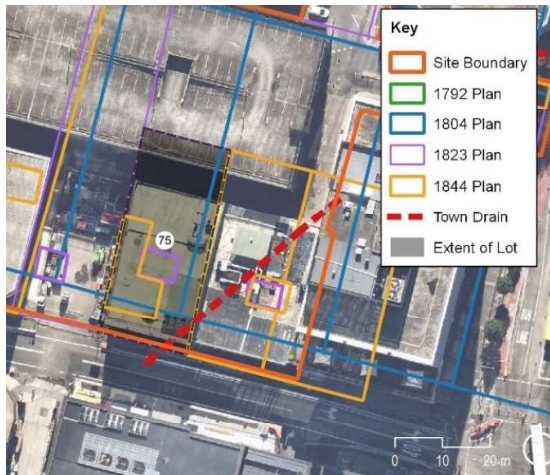 Key
Site Boundary
1792 Plan
1804 Plan
1823 Plan
1844 Plan
Town Drain
Extent of Lot
75
0 10 20 m